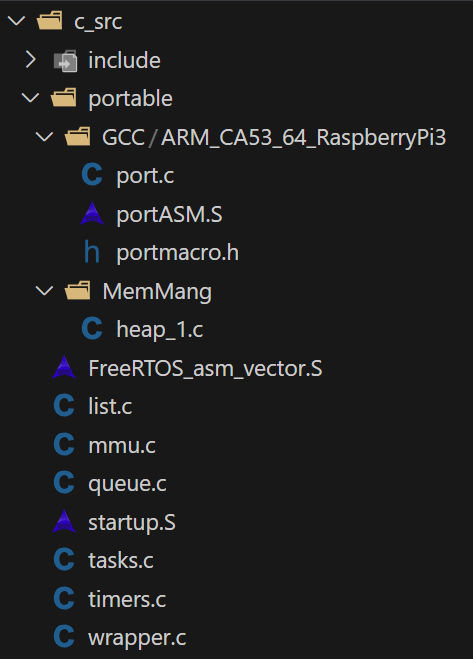 c_src
include
portable
GCC / ARM_CA53_64_RaspberryPi3
C port.c
portASM.S
h portmacro.h
MemMang
C heap_1.c
FreeRTOS_asm_vector.S
C list.c
C mmu.c
C queue.c
startup.S
C tasks.c
C timers.c
C wrapper.c